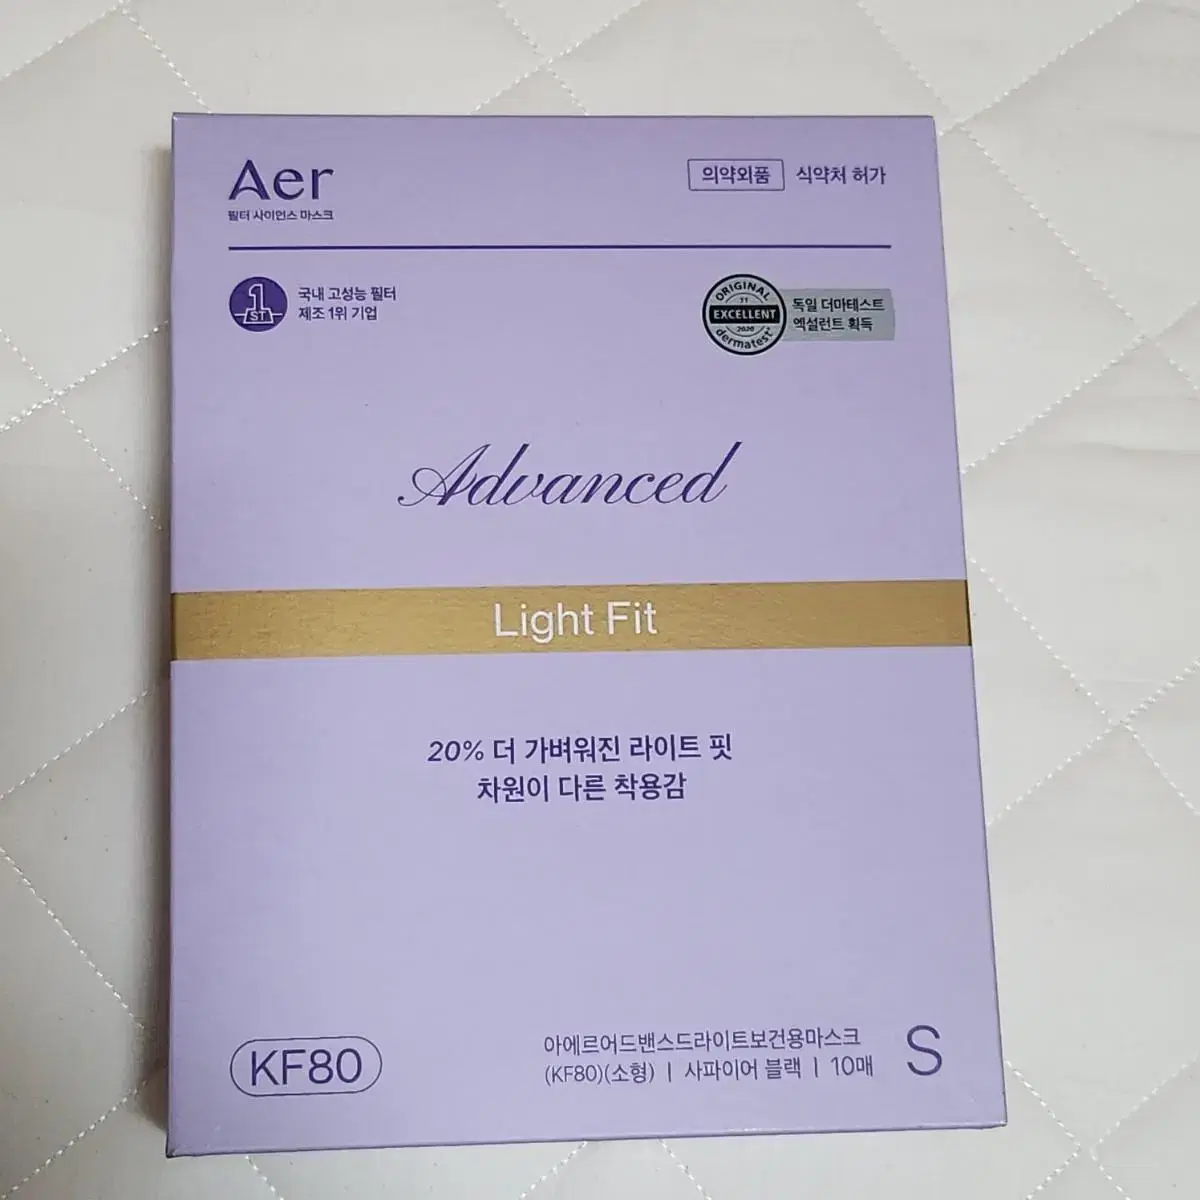 Aer
필터 사이언스 마스크
의약외품 식약처 허가
1
ST
국내 고성능 필터
제조 1위 기업
ORIGINAL
11
EXCELLENT
2020
dermatest
독일 더마테스트
엑설런트 획득
Advanced
Light Fit
20% 더 가벼워진 라이트 핏
차원이 다른 착용감
KF80
아에르어드밴스드라이트보건용마스크
(KF80)(소형) | 사파이어 블랙 | 10매
S